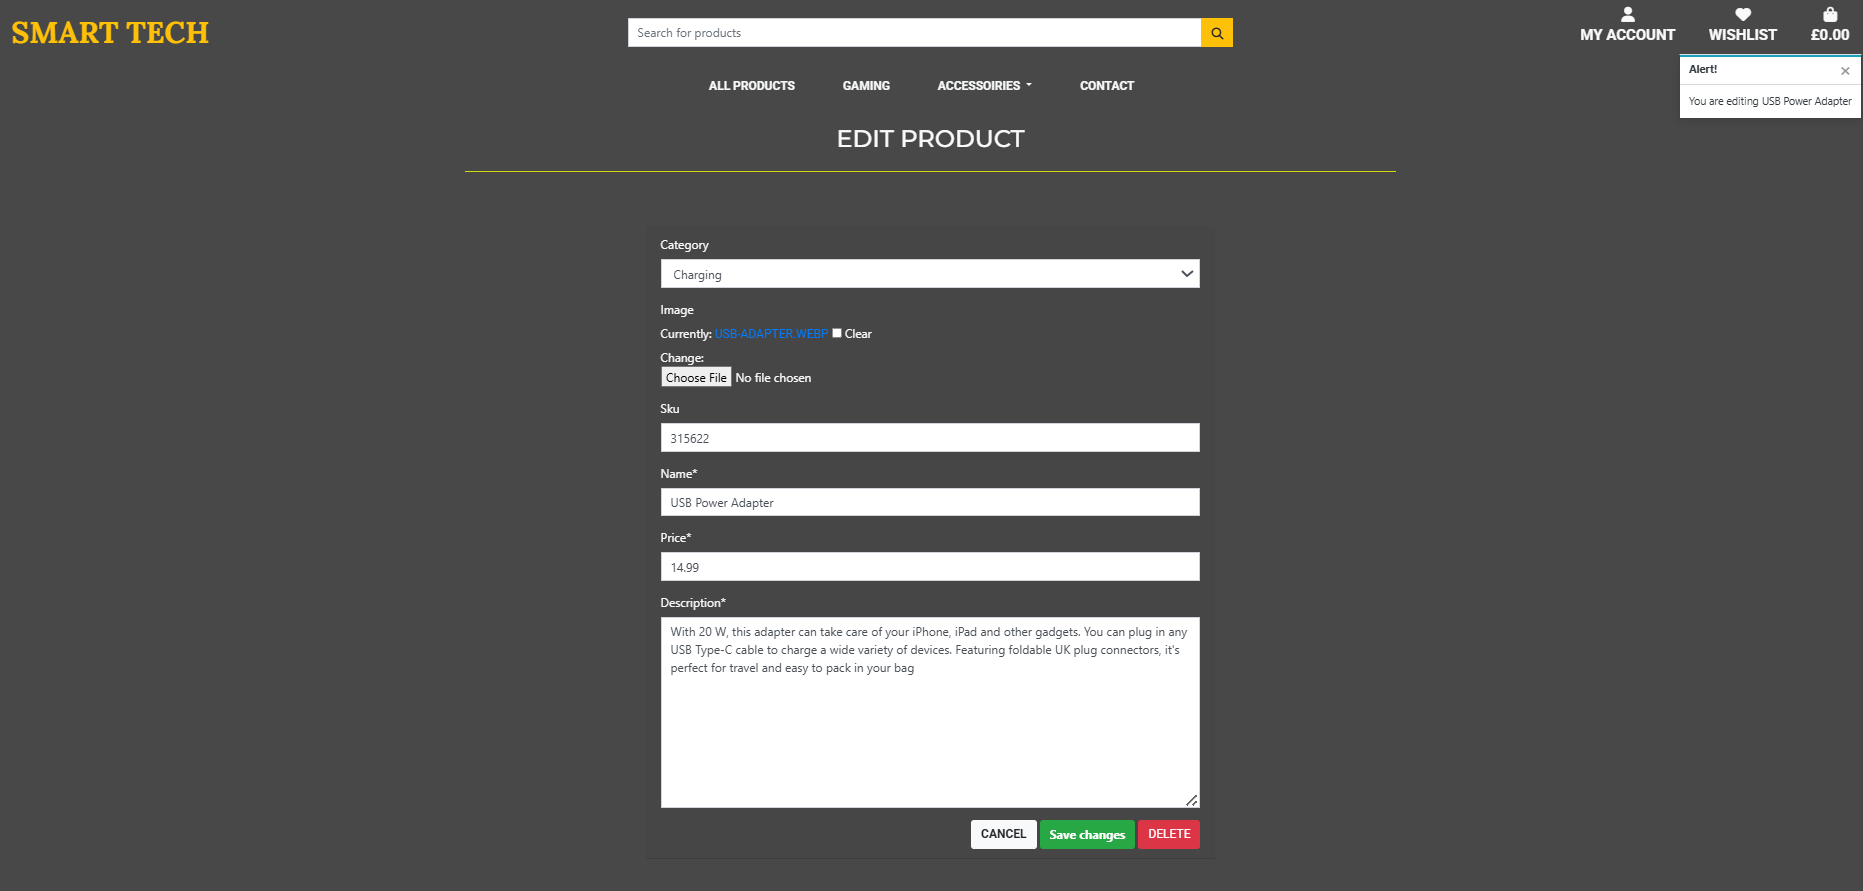 SMART TECH
Search for products
MY ACCOUNT
WISHLIST
£0.00
Alert!
You are editing USB Power Adapter
ALL PRODUCTS
GAMING
ACCESSOIRIES
CONTACT
EDIT PRODUCT
Category
Charging
Image
Currently: USB-ADAPTER.WEBP Clear
Change:
Choose File No file chosen
Sku
315622
Name*
USB Power Adapter
Price*
14.99
Description*
With 20 W, this adapter can take care of your iPhone, iPad and other gadgets. You can plug in any
USB Type-C cable to charge a wide variety of devices. Featuring foldable UK plug connectors, it's
perfect for travel and easy to pack in your bag
CANCEL
Save changes
DELETE